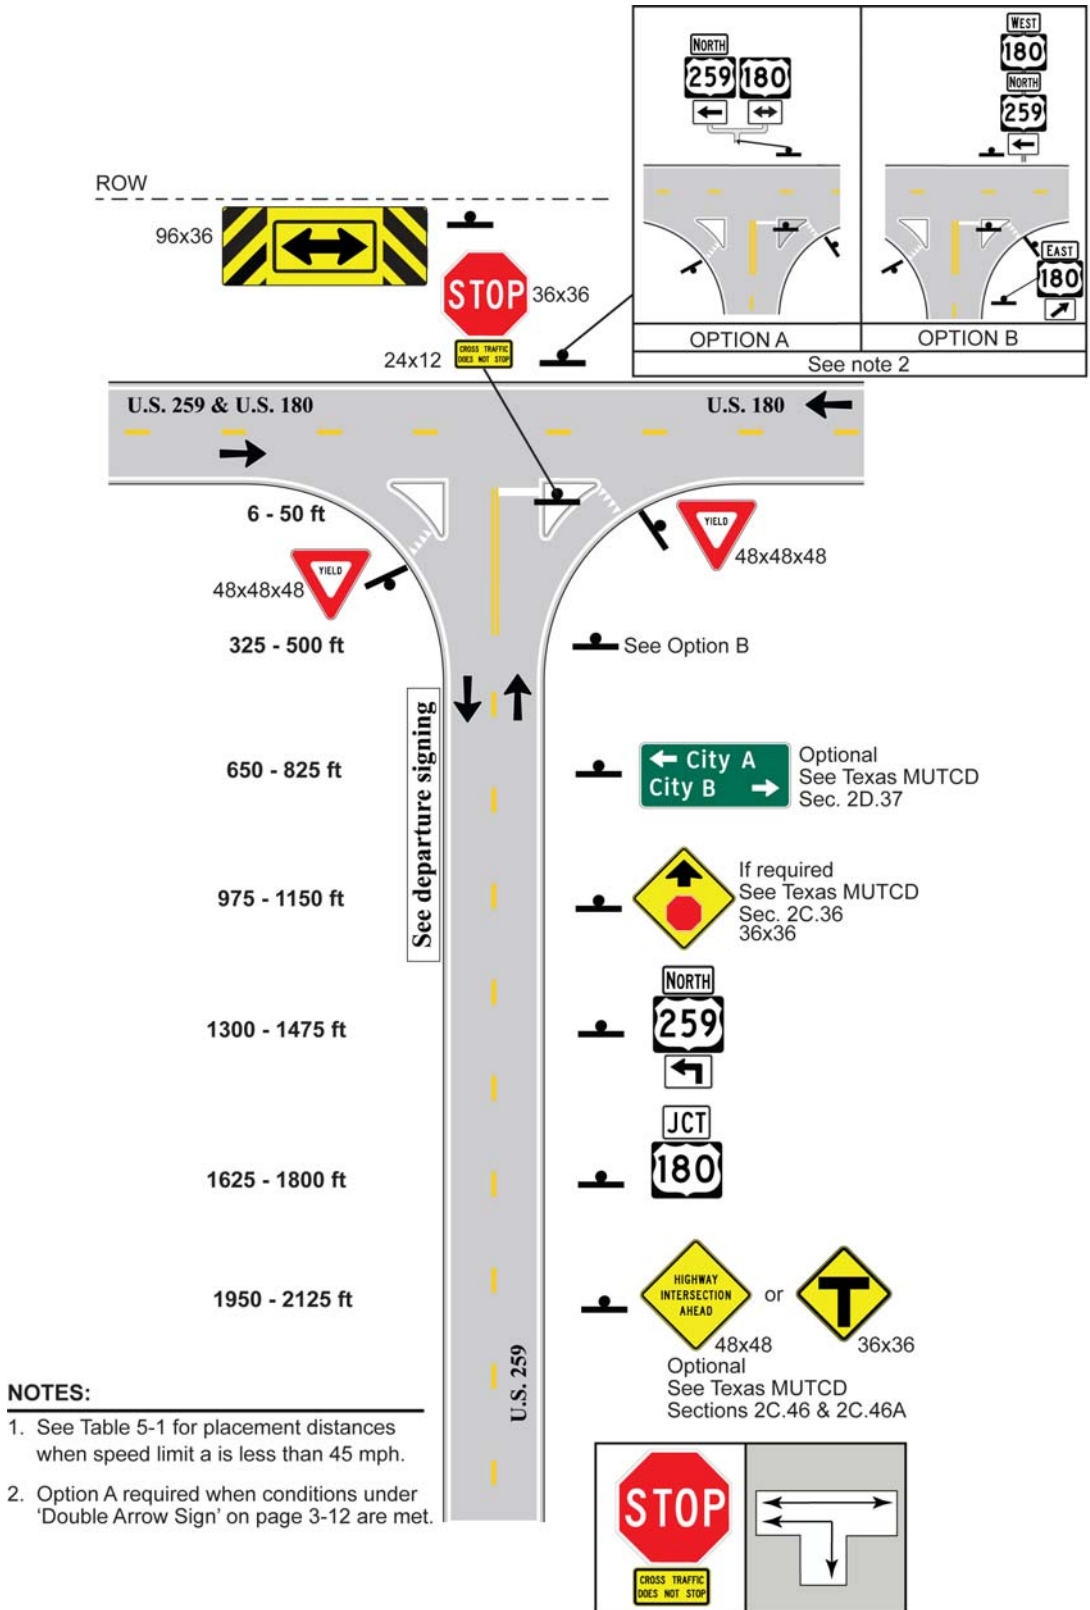 WEST
180
NORTH
259
NORTH
259 180
EAST
180
OPTION A
OPTION B
See note 2
ROW
96x36
STOP
36x36
CROSS TRAFFIC
DOES NOT STOP
24x12
U.S. 259 & U.S. 180
U.S. 180
6 - 50 ft
YIELD
48x48x48
YIELD
48x48x48
325 - 500 ft
See Option B
See departure signing
650 - 825 ft
City A
City B
Optional
See Texas MUTCD
Sec. 2D.37
975 - 1150 ft
If required
See Texas MUTCD
Sec. 2C.36
36x36
1300 - 1475 ft
NORTH
259
1625 - 1800 ft
JCT
180
1950 - 2125 ft
HIGHWAY
INTERSECTION
AHEAD
or
48x48
36x36
Optional
See Texas MUTCD
Sections 2C.46 & 2C.46A
U.S. 259
NOTES:
1. See Table 5-1 for placement distances
when speed limit a is less than 45 mph.
2. Option A required when conditions under
'Double Arrow Sign' on page 3-12 are met.
STOP
CROSS TRAFFIC
DOES NOT STOP